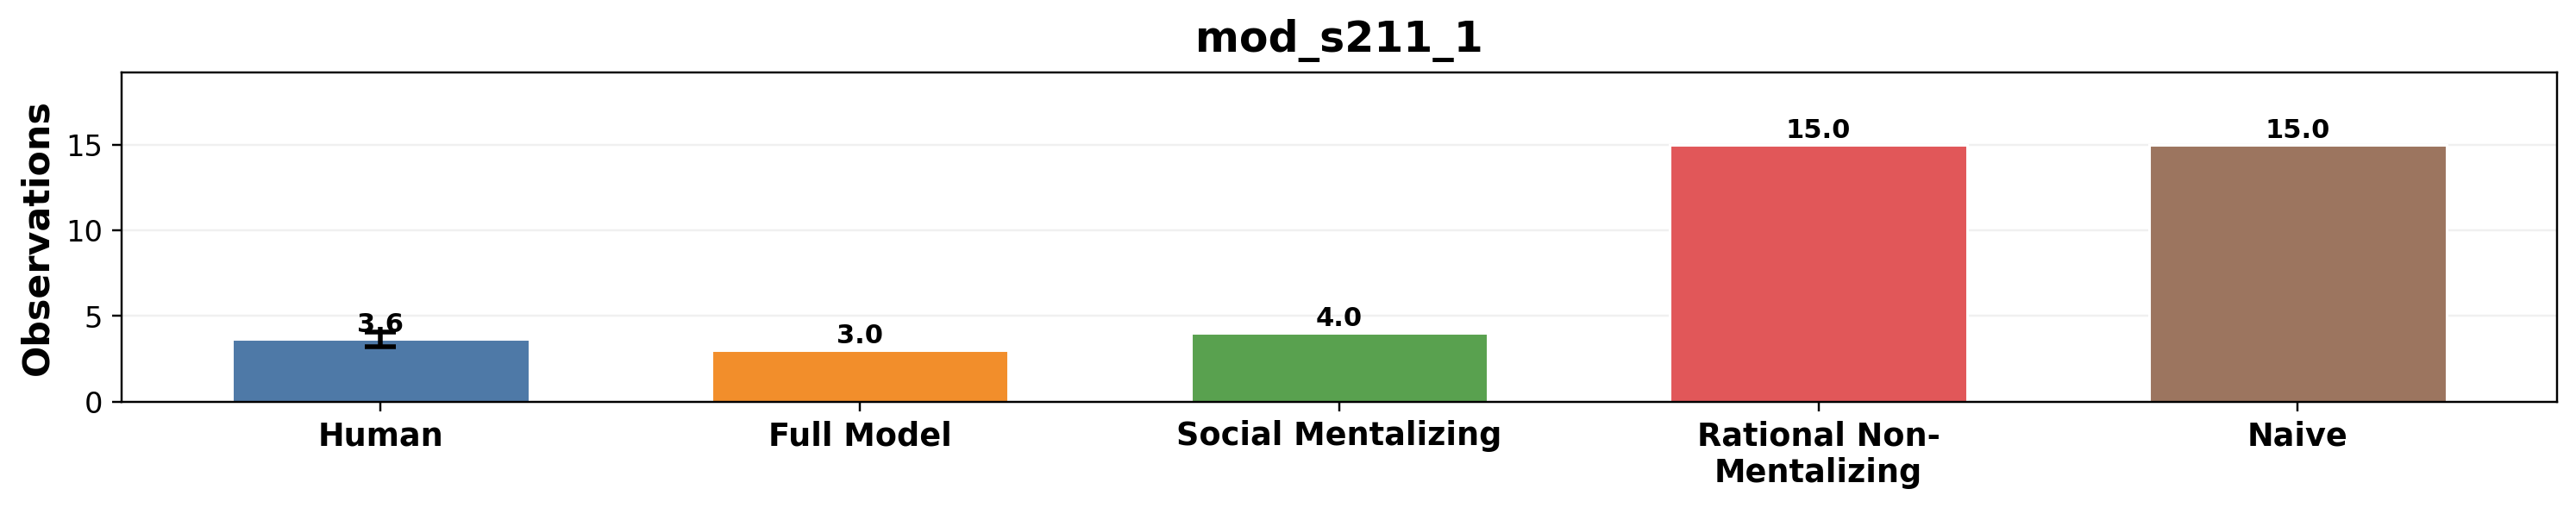 mod_s211_1
Observations
15
10
5
0
3.6
3.0
4.0
15.0
15.0
Human
Full Model
Social Mentalizing
Rational Non-
Mentalizing
Naive